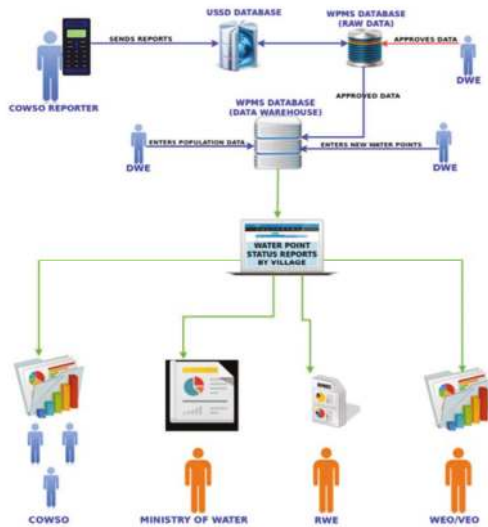 USSD DATABASE
WPMS DATABASE
(RAW DATA)
SENDS REPORTS
APPROVES DATA
COWSO REPORTER
DWE
WPMS DATABASE
(DATA WAREHOUSE)
APPROVED DATA
ENTERS POPULATION DATA
ENTERS NEW WATER POINTS
DWE
DWE
WATER POINT
STATUS REPORTS
BY VILLAGE
COWSO
MINISTRY OF WATER
RWE
WEO/VEO